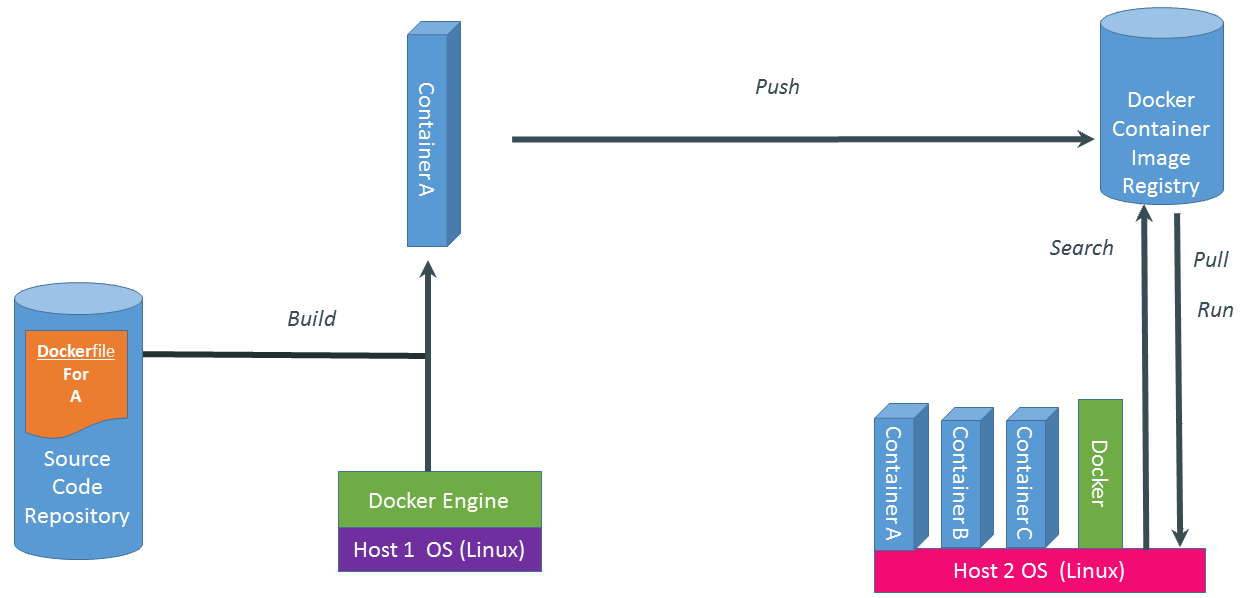 Container A
Push
Docker
Container
Image
Registry
Search
Pull
Run
Build
Dockerfile
For
A
Source
Code
Repository
Docker Engine
Host 1 OS (Linux)
Container A
Container B
Container C
Docker
Host 2 OS (Linux)